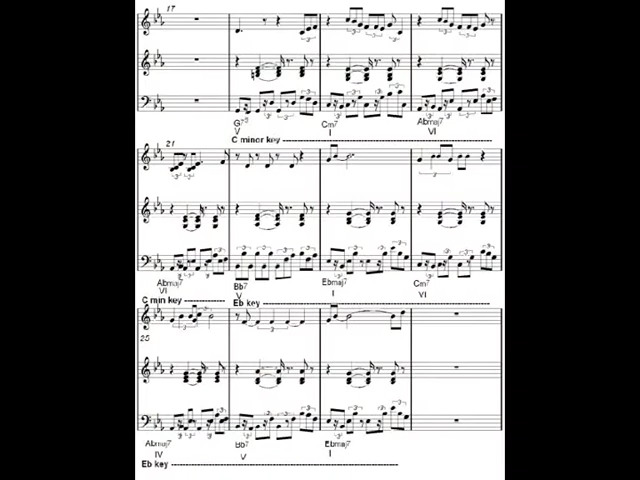 17
G⁷⁵ Cm⁷ Abmaj⁷
V I VI
C minor key
21
Abmaj⁷ Bb⁷ Ebmaj⁷ Cm⁷
VI V I VI
C min key Eb key
25
Abmaj⁷ Bb⁷ Ebmaj⁷
IV V I
Eb key